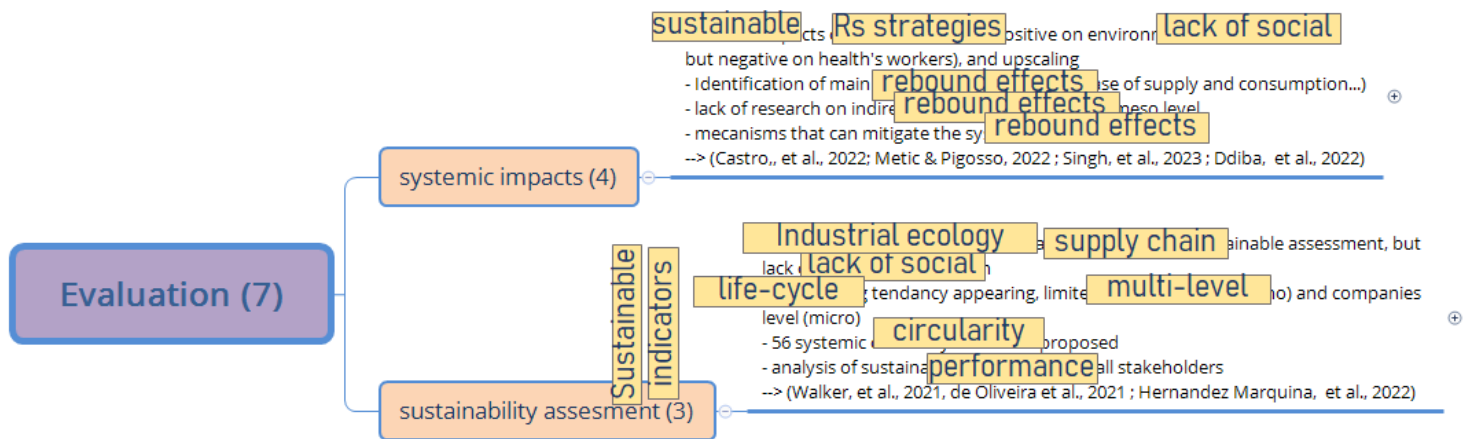 sustainable Rs strategies lack of social
pacts ositive on environ
but negative on health's workers), and upscaling
- Identification of main rebound effects se of supply and consumption...)
- lack of research on indire rebound effects meso level
- mecanisms that can mitigate the sy rebound effects
--> (Castro,, et al., 2022; Metic & Pigosso, 2022 ; Singh, et al., 2023 ; Ddiba, et al., 2022)
systemic impacts (4)
Evaluation (7)
Industrial ecology supply chain ainable assessment, but
lack lack of social
life-cycle tendancy appearing, limite multi-level no) and companies
level (micro)
circularity
- 56 systemic proposed
- analysis of sustaina performance all stakeholders
--> (Walker, et al., 2021, de Oliveira et al., 2021 ; Hernandez Marquina, et al., 2022)
Sustainable
indicators
sustainability assesment (3)